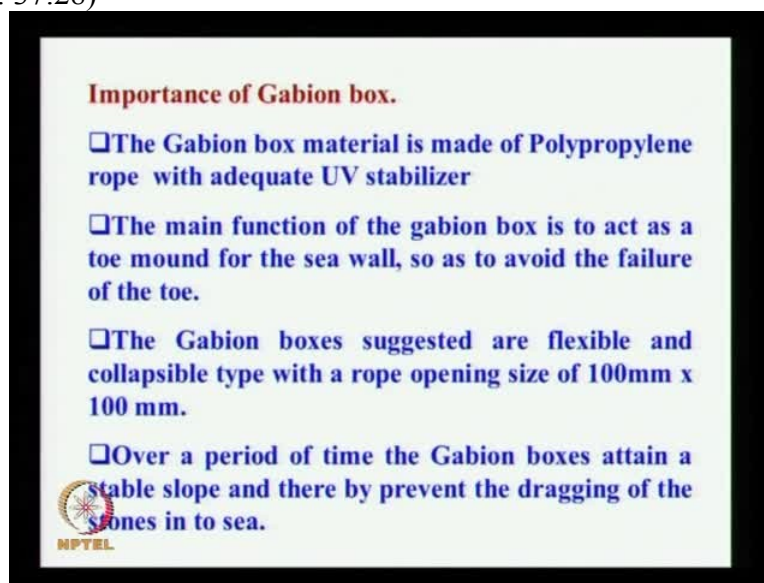 37:28)
Importance of Gabion box.
❑The Gabion box material is made of Polypropylene
rope with adequate UV stabilizer
❑The main function of the gabion box is to act as a
toe mound for the sea wall, so as to avoid the failure
of the toe.
❑The Gabion boxes suggested are flexible and
collapsible type with a rope opening size of 100mm x
100 mm.
❑Over a period of time the Gabion boxes attain a
stable slope and there by prevent the dragging of the
stones in to sea.
NPTEL